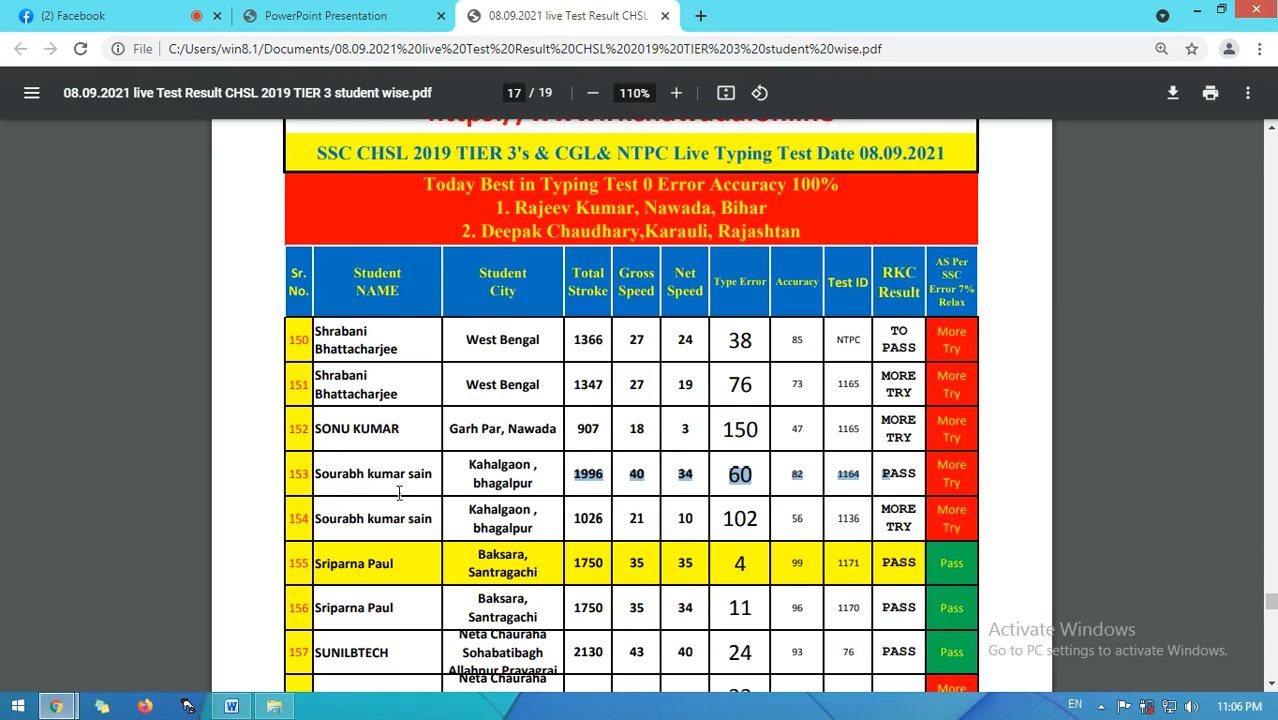 (2) Facebook
PowerPoint Presentation
08.09.2021 live Test Result CHSL
File
C:/Users/win8.1/Documents/08.09.2021%20live%20Test%20Result%20CHSL%202019%20TIER%203%20student%20wise.pdf
08.09.2021 live Test Result CHSL 2019 TIER 3 student wise.pdf
17 / 19
110%
SSC CHSL 2019 TIER 3's & CGL& NTPC Live Typing Test Date 08.09.2021
Today Best in Typing Test 0 Error Accuracy 100%
1. Rajeev Kumar, Nawada, Bihar
2. Deepak Chaudhary,Karauli, Rajashtan
Sr. No. Student NAME Student City Total Stroke Gross Speed Net Speed Type Error Accuracy Test ID RKC Result AS Per SSC Error 7% Relax
150 Shrabani Bhattacharjee West Bengal 1366 27 24 38 85 NTPC TO PASS More Try
151 Shrabani Bhattacharjee West Bengal 1347 27 19 76 73 1165 MORE TRY More Try
152 SONU KUMAR Garh Par, Nawada 907 18 3 150 47 1165 MORE TRY More Try
153 Sourabh kumar sain Kahalgaon , bhagalpur 1996 40 34 60 82 1164 PASS More Try
154 Sourabh kumar sain Kahalgaon , bhagalpur 1026 21 10 102 56 1136 MORE TRY More Try
155 Sriparna Paul Baksara, Santragachi 1750 35 35 4 99 1171 PASS Pass
156 Sriparna Paul Baksara, Santragachi 1750 35 34 11 96 1170 PASS Pass
157 SUNILBTECH Neta Chauraha Sohabatibagh Allahpur Prayagraj 2130 43 40 24 93 76 PASS Pass
Neta Chauraha More
Activate Windows
Go to PC settings to activate Windows.
EN
11:06 PM